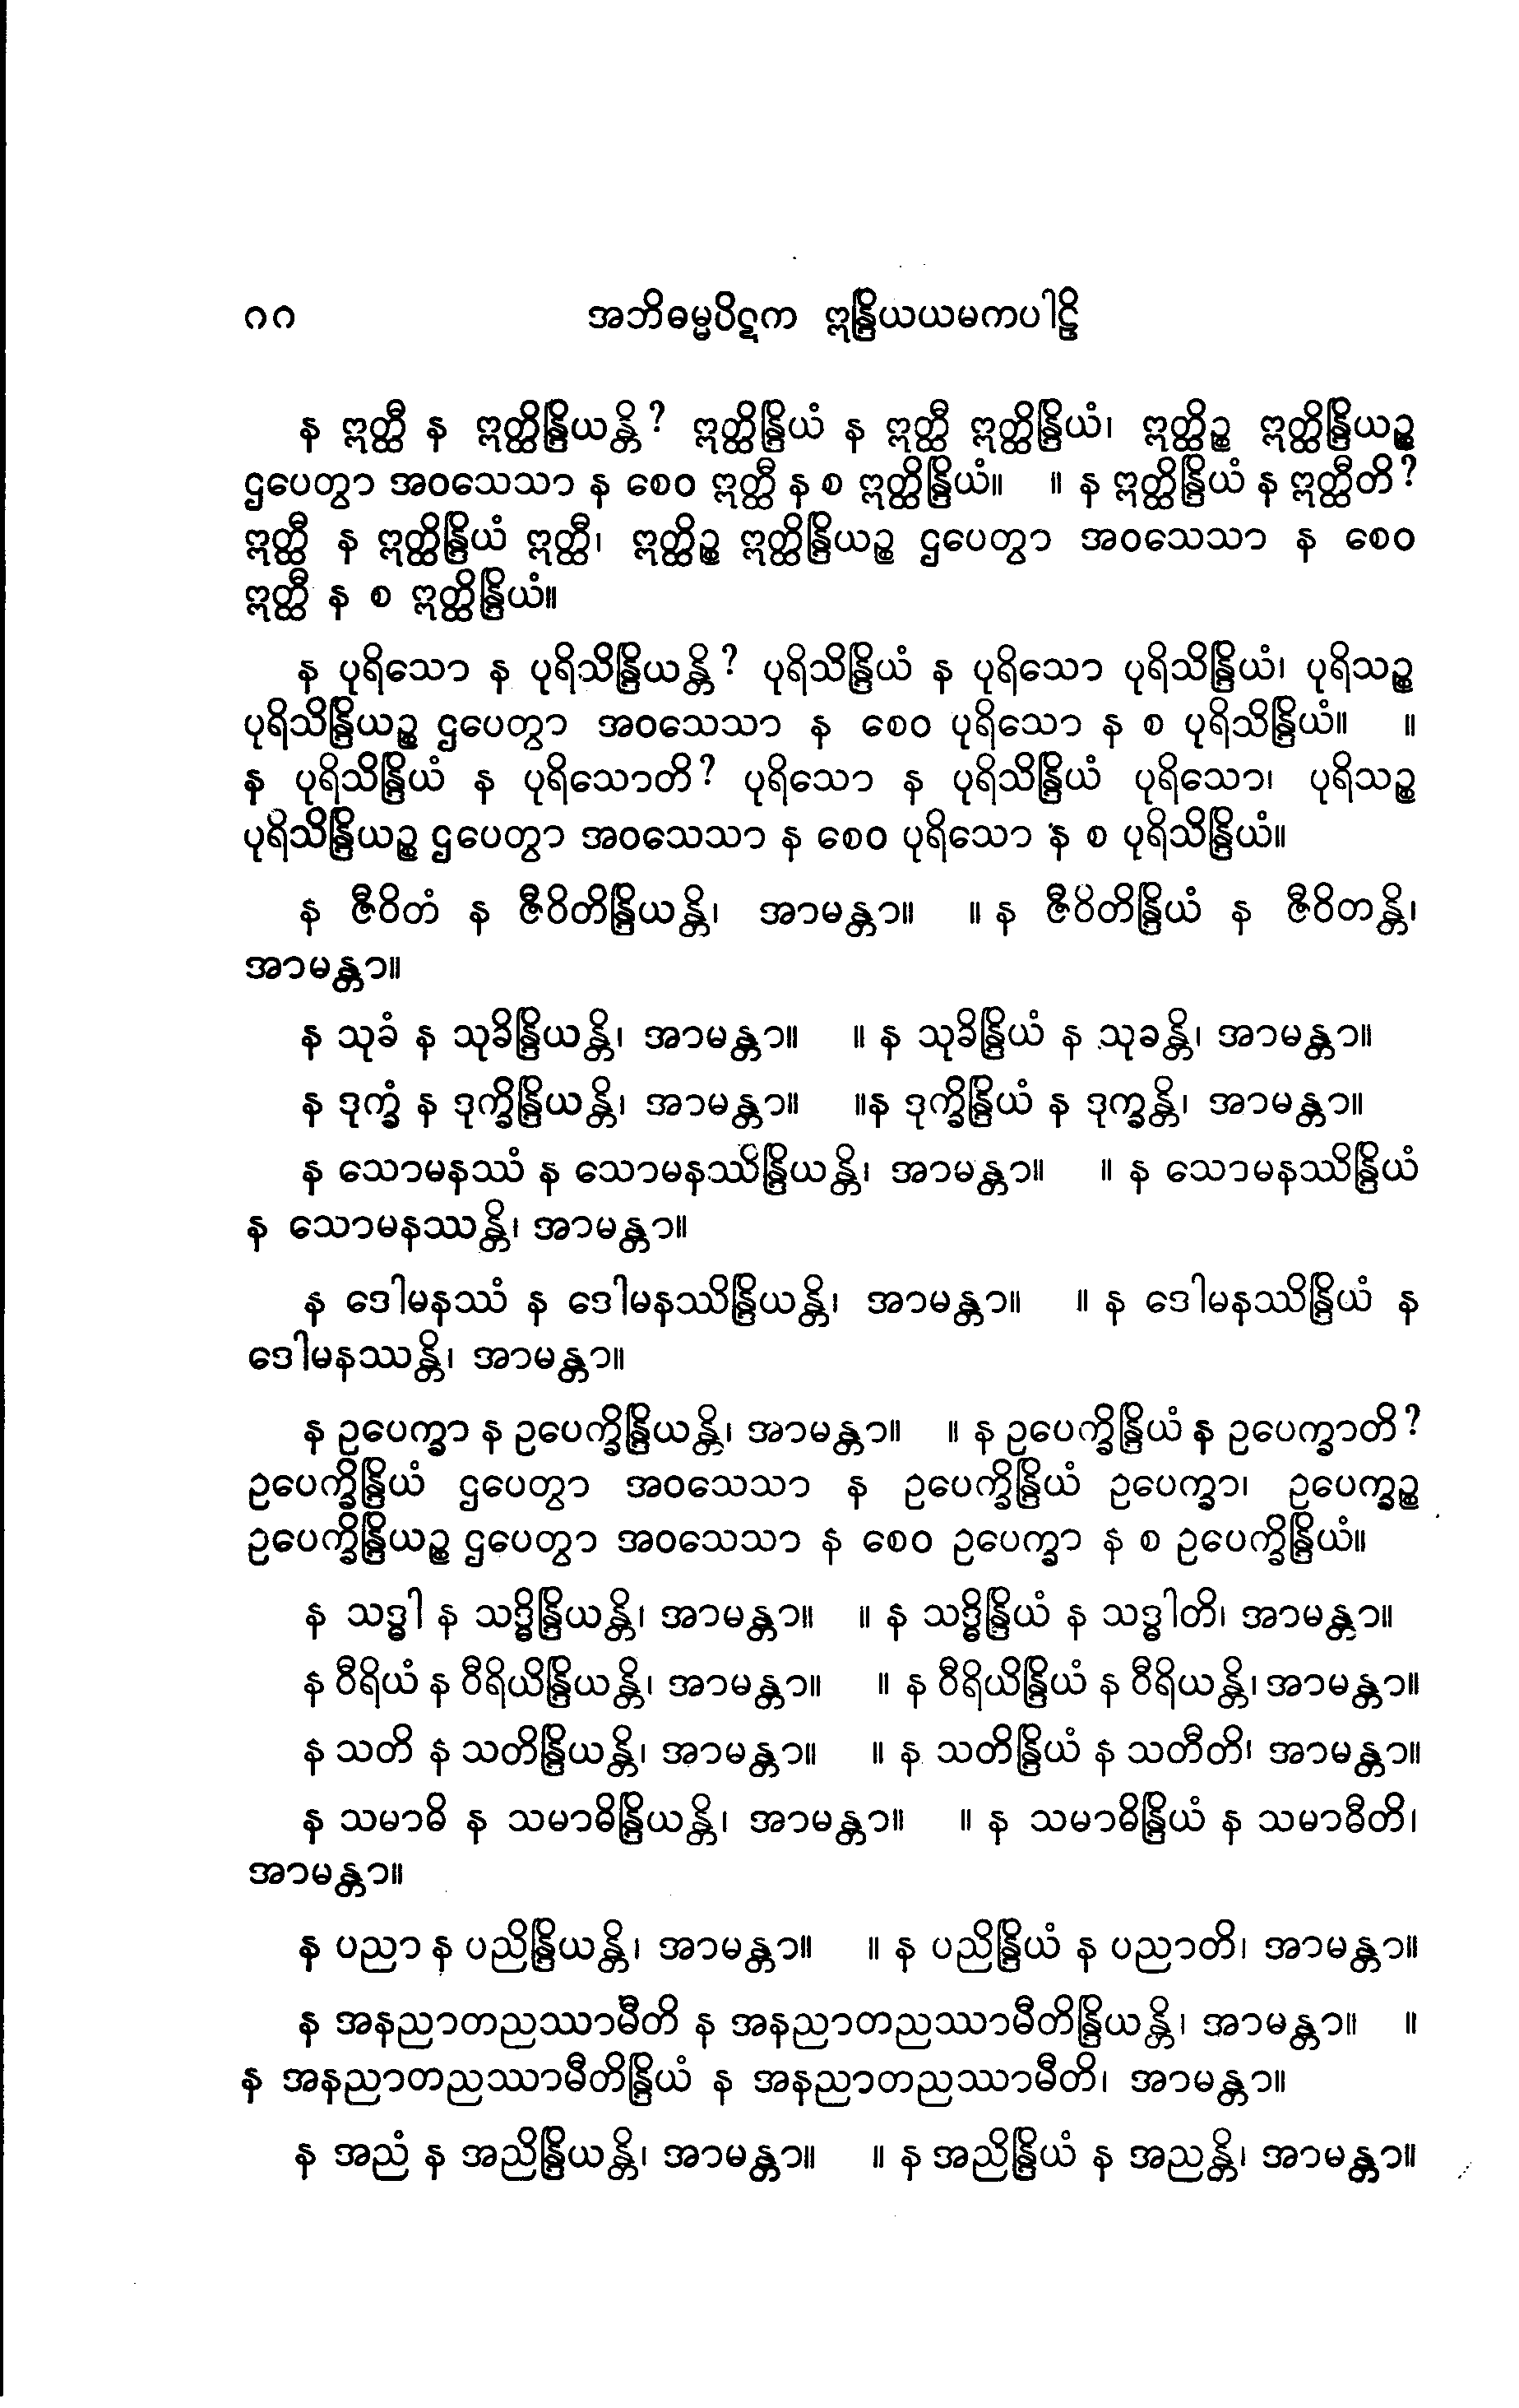 ဂဂ အဘိဓမ္မပိဋက ဣန္ဒြိယယမကပါဠိ
န ဣတ္ထီ န ဣတ္ထိန္ဒြိယန္တိ? ဣတ္ထိန္ဒြိယံ န ဣတ္ထီ ဣတ္ထိန္ဒြိယံ၊ ဣတ္ထိဉ္စ ဣတ္ထိန္ဒြိယဉ္စ
ဌပေတွာ အဝသေသာ န စေဝ ဣတ္ထီ န စ ဣတ္ထိန္ဒြိယံ။ ။ န ဣတ္ထိန္ဒြိယံ န ဣတ္ထီတိ?
ဣတ္ထီ န ဣတ္ထိန္ဒြိယံ ဣတ္ထီ၊ ဣတ္ထိဉ္စ ဣတ္ထိန္ဒြိယဉ္စ ဌပေတွာ အဝသေသာ န စေဝ
ဣတ္ထီ န စ ဣတ္ထိန္ဒြိယံ။
န ပုရိသော န ပုရိသိန္ဒြိယန္တိ? ပုရိသိန္ဒြိယံ န ပုရိသော ပုရိသိန္ဒြိယံ၊ ပုရိသဉ္စ
ပုရိသိန္ဒြိယဉ္စ ဌပေတွာ အဝသေသာ န စေဝ ပုရိသော န စ ပုရိသိန္ဒြိယံ။ ။
န ပုရိသိန္ဒြိယံ န ပုရိသောတိ? ပုရိသော န ပုရိသိန္ဒြိယံ ပုရိသော၊ ပုရိသဉ္စ
ပုရိသိန္ဒြိယဉ္စ ဌပေတွာ အဝသေသာ န စေဝ ပုရိသော န စ ပုရိသိန္ဒြိယံ။
န ဇီဝိတံ န ဇီဝိတိန္ဒြိယန္တိ၊ အာမန္တာ။ ။ န ဇီဝိတိန္ဒြိယံ န ဇီဝိတန္တိ၊
အာမန္တာ။
န သုခံ န သုခိန္ဒြိယန္တိ၊ အာမန္တာ။ ။ န သုခိန္ဒြိယံ န သုခန္တိ၊ အာမန္တာ။
န ဒုက္ခံ န ဒုက္ခိန္ဒြိယန္တိ၊ အာမန္တာ။ ။န ဒုက္ခိန္ဒြိယံ န ဒုက္ခန္တိ၊ အာမန္တာ။
န သောမနဿံ န သောမနဿိန္ဒြိယန္တိ၊ အာမန္တာ။ ။ န သောမနဿိန္ဒြိယံ
န သောမနဿန္တိ၊ အာမန္တာ။
န ဒေါမနဿံ န ဒေါမနဿိန္ဒြိယန္တိ၊ အာမန္တာ။ ။ န ဒေါမနဿိန္ဒြိယံ န
ဒေါမနဿန္တိ၊ အာမန္တာ။
န ဥပေက္ခာ န ဥပေက္ခိန္ဒြိယန္တိ၊ အာမန္တာ။ ။ န ဥပေက္ခိန္ဒြိယံ န ဥပေက္ခာတိ?
ဥပေက္ခိန္ဒြိယံ ဌပေတွာ အဝသေသာ န ဥပေက္ခိန္ဒြိယံ ဥပေက္ခာ၊ ဥပေက္ခဉ္စ
ဥပေက္ခိန္ဒြိယဉ္စ ဌပေတွာ အဝသေသာ န စေဝ ဥပေက္ခာ န စ ဥပေက္ခိန္ဒြိယံ။
န သဒ္ဓါ န သဒ္ဓိန္ဒြိယန္တိ၊ အာမန္တာ။ ။ န သဒ္ဓိန္ဒြိယံ န သဒ္ဓါတိ၊ အာမန္တာ။
န ဝီရိယံ န ဝီရိယိန္ဒြိယန္တိ၊ အာမန္တာ။ ။ န ဝီရိယိန္ဒြိယံ န ဝီရိယန္တိ၊ အာမန္တာ။
န သတိ န သတိန္ဒြိယန္တိ၊ အာမန္တာ။ ။ န သတိန္ဒြိယံ န သတီတိ၊ အာမန္တာ။
န သမာဓိ န သမာဓိန္ဒြိယန္တိ၊ အာမန္တာ။ ။ န သမာဓိန္ဒြိယံ န သမာဓီတိ၊
အာမန္တာ။
န ပညာ န ပညိန္ဒြိယန္တိ၊ အာမန္တာ။ ။ န ပညိန္ဒြိယံ န ပညာတိ၊ အာမန္တာ။
န အနညာတညဿာမီတိ န အနညာတညဿာမီတိန္ဒြိယန္တိ၊ အာမန္တာ။ ။
န အနညာတညဿာမီတိန္ဒြိယံ န အနညာတညဿာမီတိ၊ အာမန္တာ။
န အညံ န အညိန္ဒြိယန္တိ၊ အာမန္တာ။ ။ န အညိန္ဒြိယံ န အညန္တိ၊ အာမန္တာ။